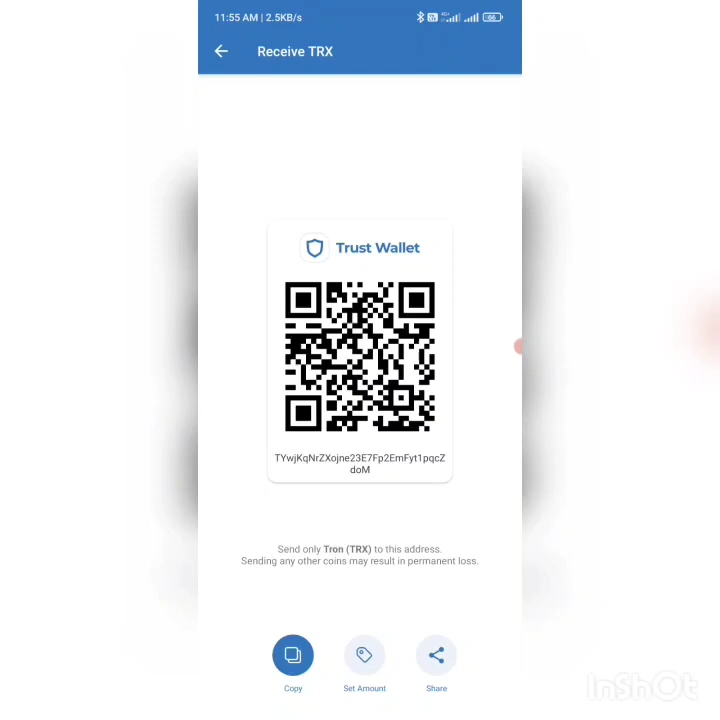 11:55 AM | 2.5KB/s
66
Receive TRX
Trust Wallet
TYwjKqNrZXojne23E7Fp2EmFyt1pqcZ
doM
Send only Tron (TRX) to this address.
Sending any other coins may result in permanent loss.
Copy
Set Amount
Share
InShOt